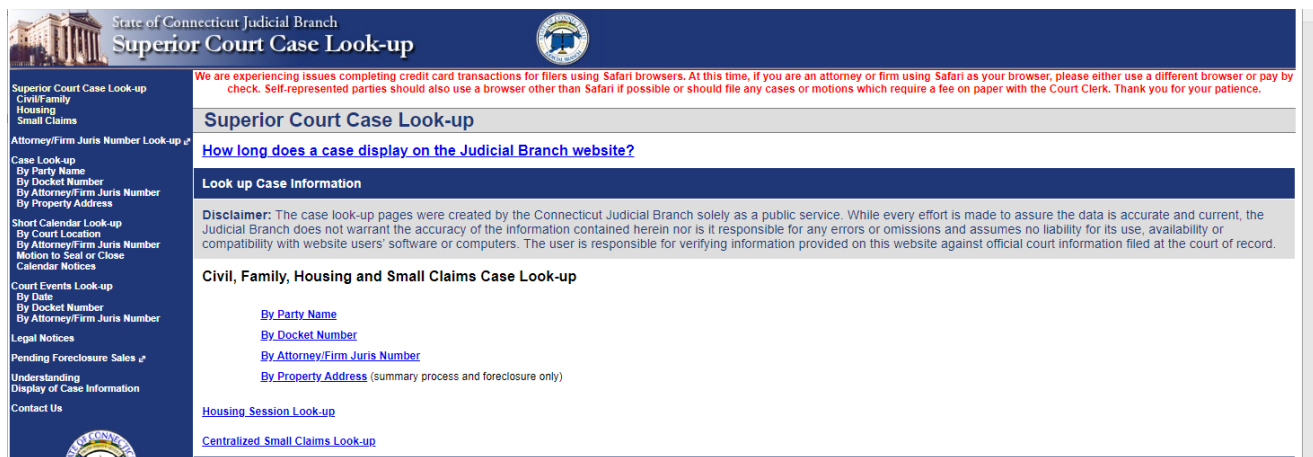 State of Connecticut Judicial Branch
Superior Court Case Look-up
We are experiencing issues completing credit card transactions for filers using Safari browsers. At this time, if you are an attorney or firm using Safari as your browser, please either use a different browser or pay by
check. Self-represented parties should also use a browser other than Safari if possible or should file any cases or motions which require a fee on paper with the Court Clerk. Thank you for your patience.
Superior Court Case Look-up
Civil/Family
Housing
Small Claims
Attorney/Firm Juris Number Look-up
Case Look-up
By Party Name
By Docket Number
By Attorney/Firm Juris Number
By Property Address
Short Calendar Look-up
By Court Location
By Attorney/Firm Juris Number
Motion to Seal or Close
Calendar Notices
Court Events Look-up
By Date
By Docket Number
By Attorney/Firm Juris Number
Legal Notices
Pending Foreclosure Sales
Understanding
Display of Case Information
Contact Us
Superior Court Case Look-up
How long does a case display on the Judicial Branch website?
Look up Case Information
Disclaimer: The case look-up pages were created by the Connecticut Judicial Branch solely as a public service. While every effort is made to assure the data is accurate and current, the
Judicial Branch does not warrant the accuracy of the information contained herein nor is it responsible for any errors or omissions and assumes no liability for its use, availability or
compatibility with website users' software or computers. The user is responsible for verifying information provided on this website against official court information filed at the court of record.
Civil, Family, Housing and Small Claims Case Look-up
By Party Name
By Docket Number
By Attorney/Firm Juris Number
By Property Address (summary process and foreclosure only)
Housing Session Look-up
Centralized Small Claims Look-up